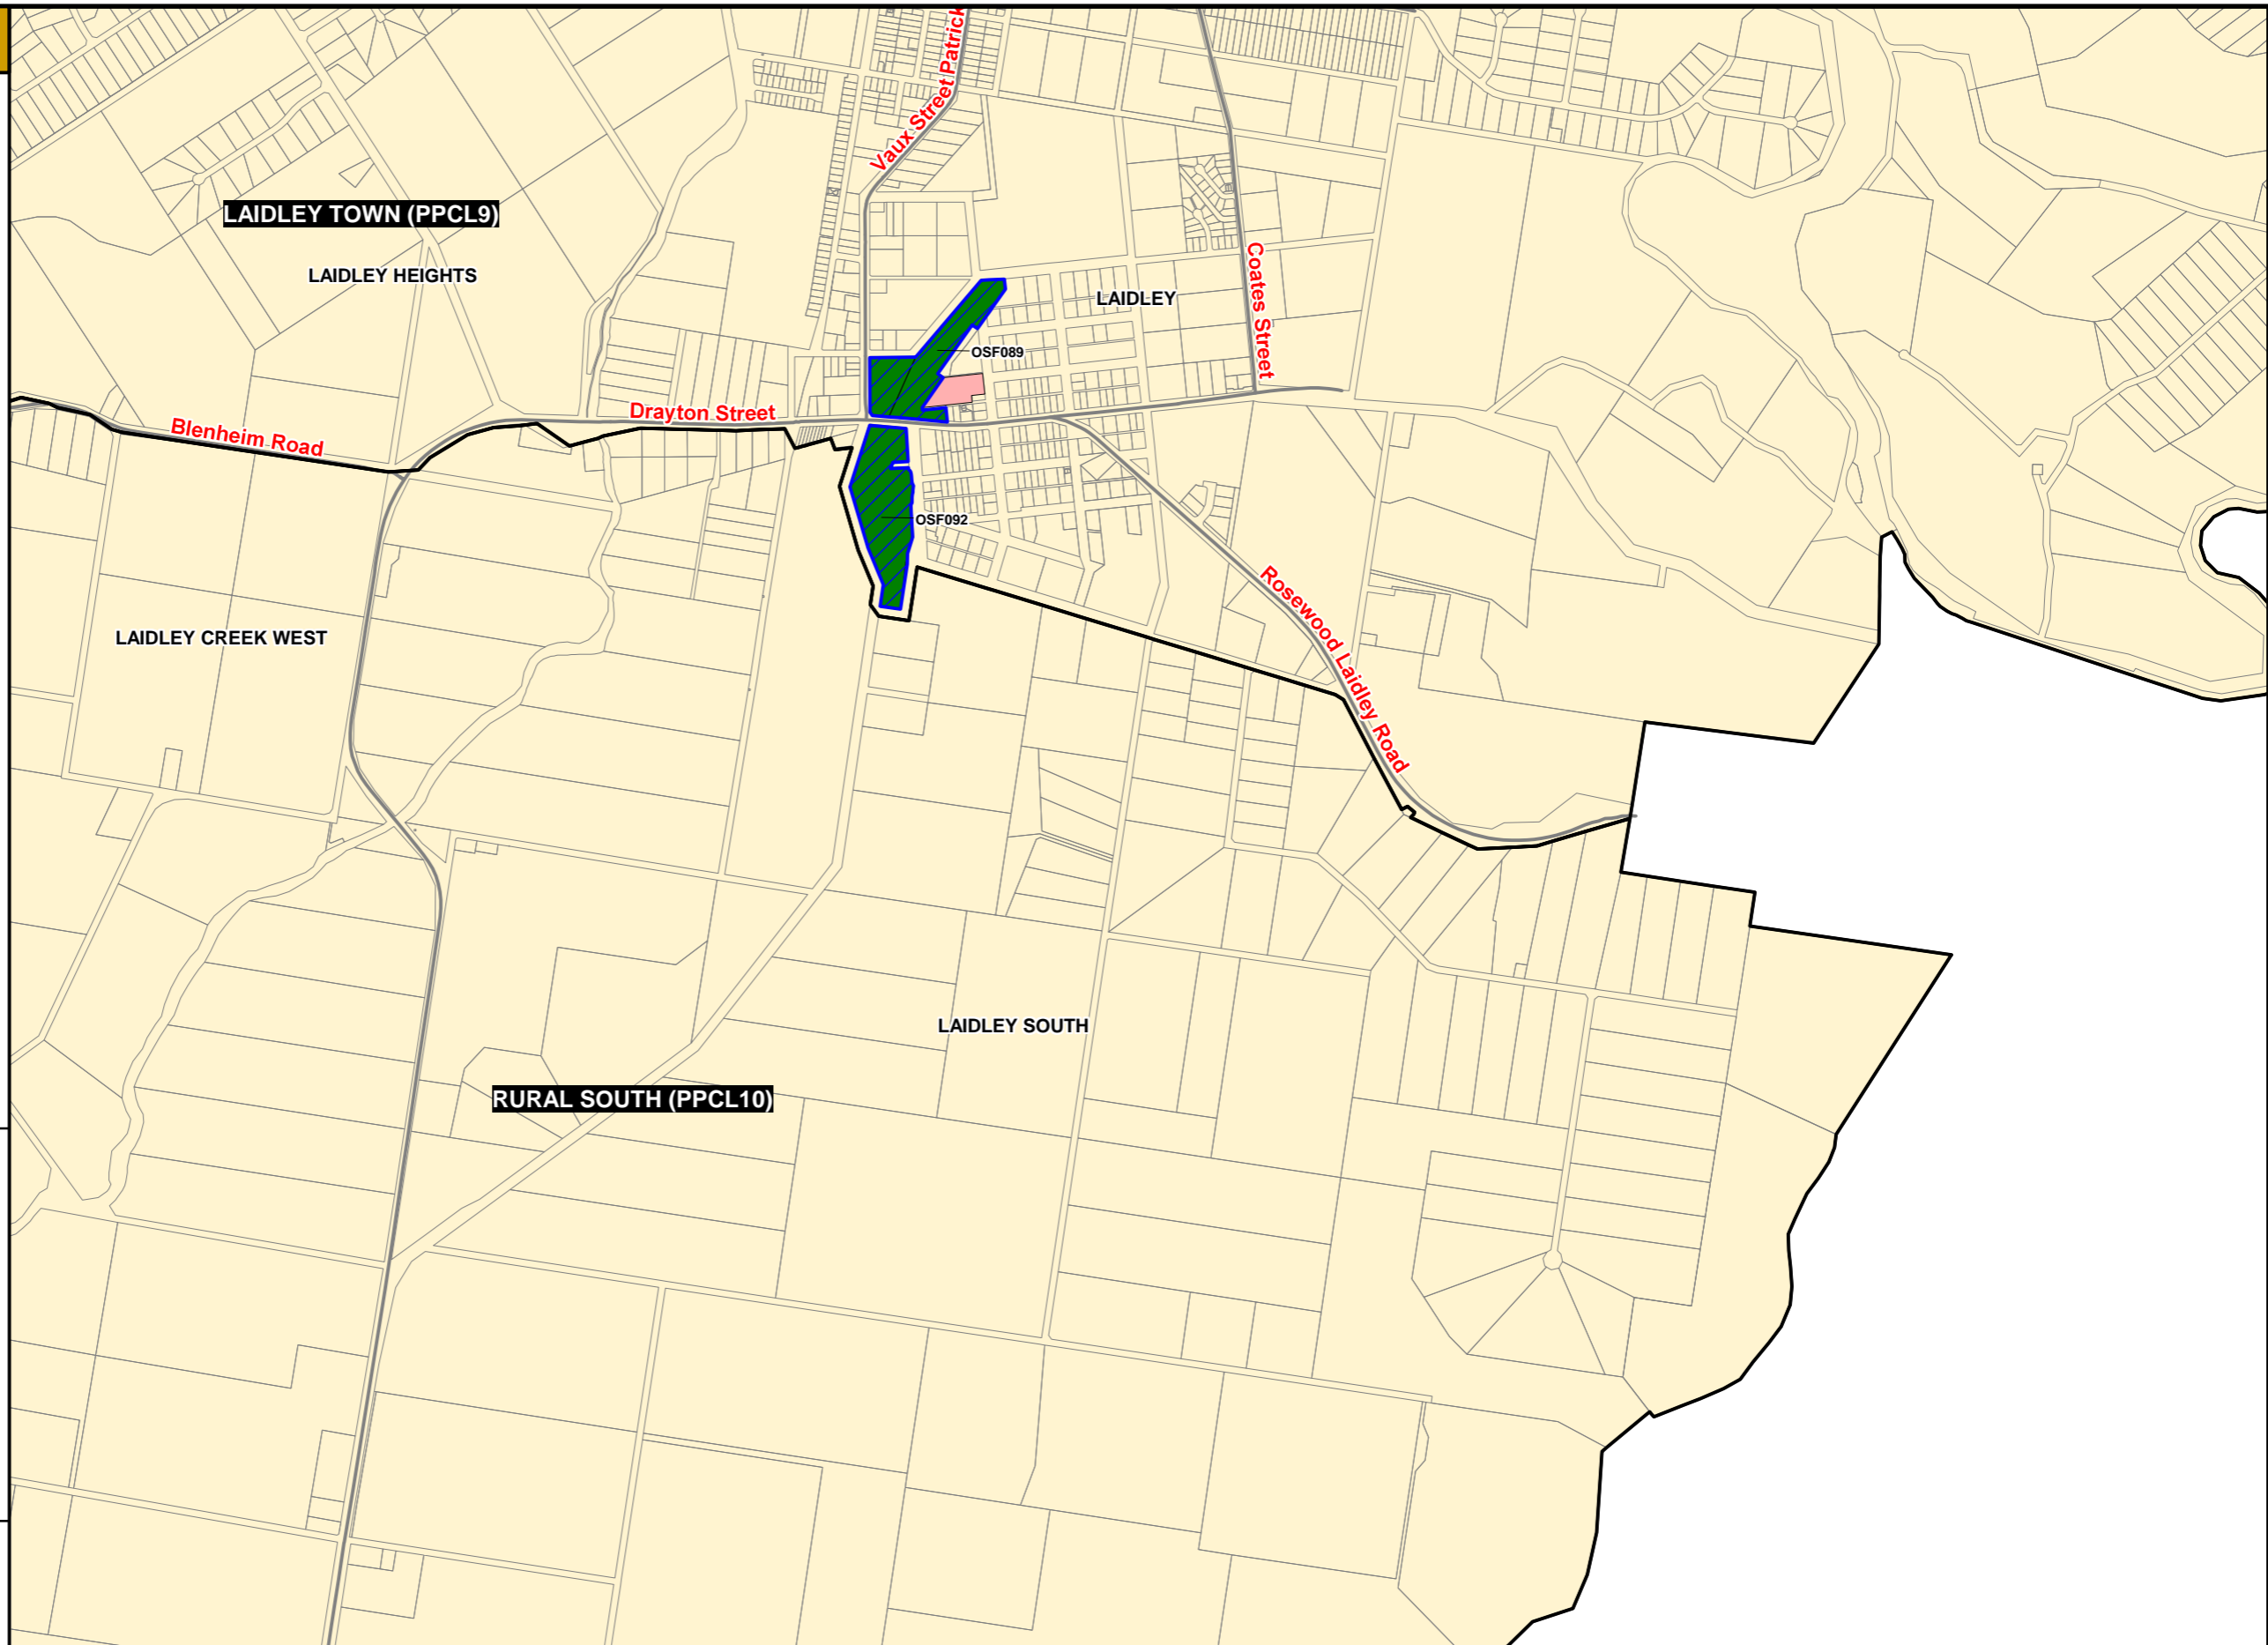 Vaux Street Patrick
LAIDLEY TOWN (PPCL9)
LAIDLEY HEIGHTS
LAIDLEY
Coates Street
OSF089
Drayton Street
Blenheim Road
OSF092
Rosewood Laidley Road
LAIDLEY CREEK WEST
LAIDLEY SOUTH
RURAL SOUTH (PPCL10)